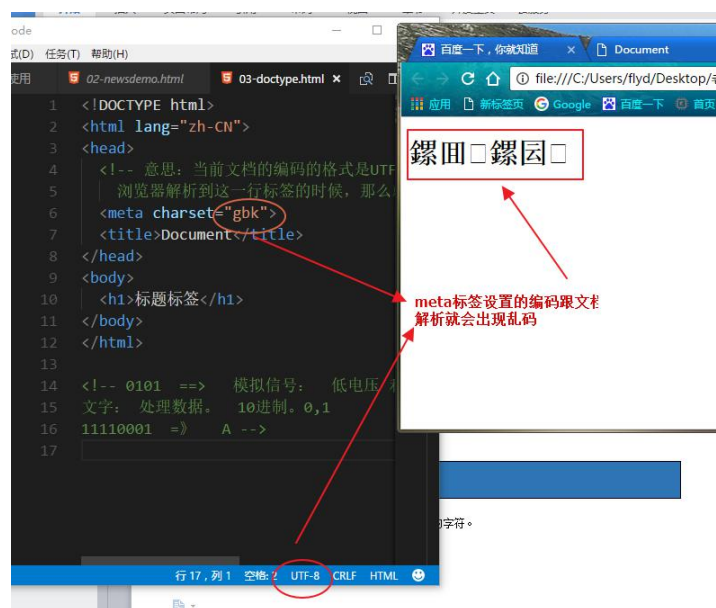 ode
式(D) 任务(T) 帮助(H)
使用 02-newsdemo.html 03-doctype.html ×
1 <!DOCTYPE html>
2 <html lang="zh-CN">
3 <head>
4 <!-- 意思：当前文档的编码的格式是UTF
5 浏览器解析到这一行标签的时候，那么
6 <meta charset="gbk">
7 <title>Document</title>
8 </head>
9 <body>
10 <h1>标题标签</h1>
11 </body>
12 </html>
13
14 <!-- 0101 ==> 模拟信号： 低电压
15 文字： 处理数据。 10进制。0,1
16 11110001 =》 A -->
17
行 17，列 1 空格: 2 UTF-8 CRLF HTML
百度一下，你就知道 × Document
file:///C:/Users/flyd/Desktop/
应用 新标签页 Google 百度一下 首页
鏍囬□鏍囩□
meta标签设置的编码跟文档
解析就会出现乱码
的字符。